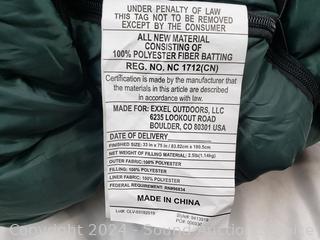 UNDER PENALTY OF LAW
THIS TAG NOT TO BE REMOVED
EXCEPT BY THE CONSUMER
ALL NEW MATERIAL
CONSISTING OF
100% POLYESTER FIBER BATTING
REG. NO. NC 1712(CN)
Certification is made by the manufacturer
that the materials in this article are
described in accordance with law.
MADE FOR: EXXEL OUTDOORS, LLC
6235 LOOKOUT ROAD
BOULDER, CO 80301 USA
DATE OF DELIVERY
FINISHED SIZE: 33 in x 75 in / 83.82cm x 190.5cm
WEIGHT OF FILLING MATERIAL: 2.5lb(1.14kg)
OUTER FABRIC:100% POLYESTER
FILLING: 100% POLYESTER
LINER FABRIC: 100% POLYESTER
FEDERAL NUMBER:
MADE IN CHINA
Copyright 2024 - Aver